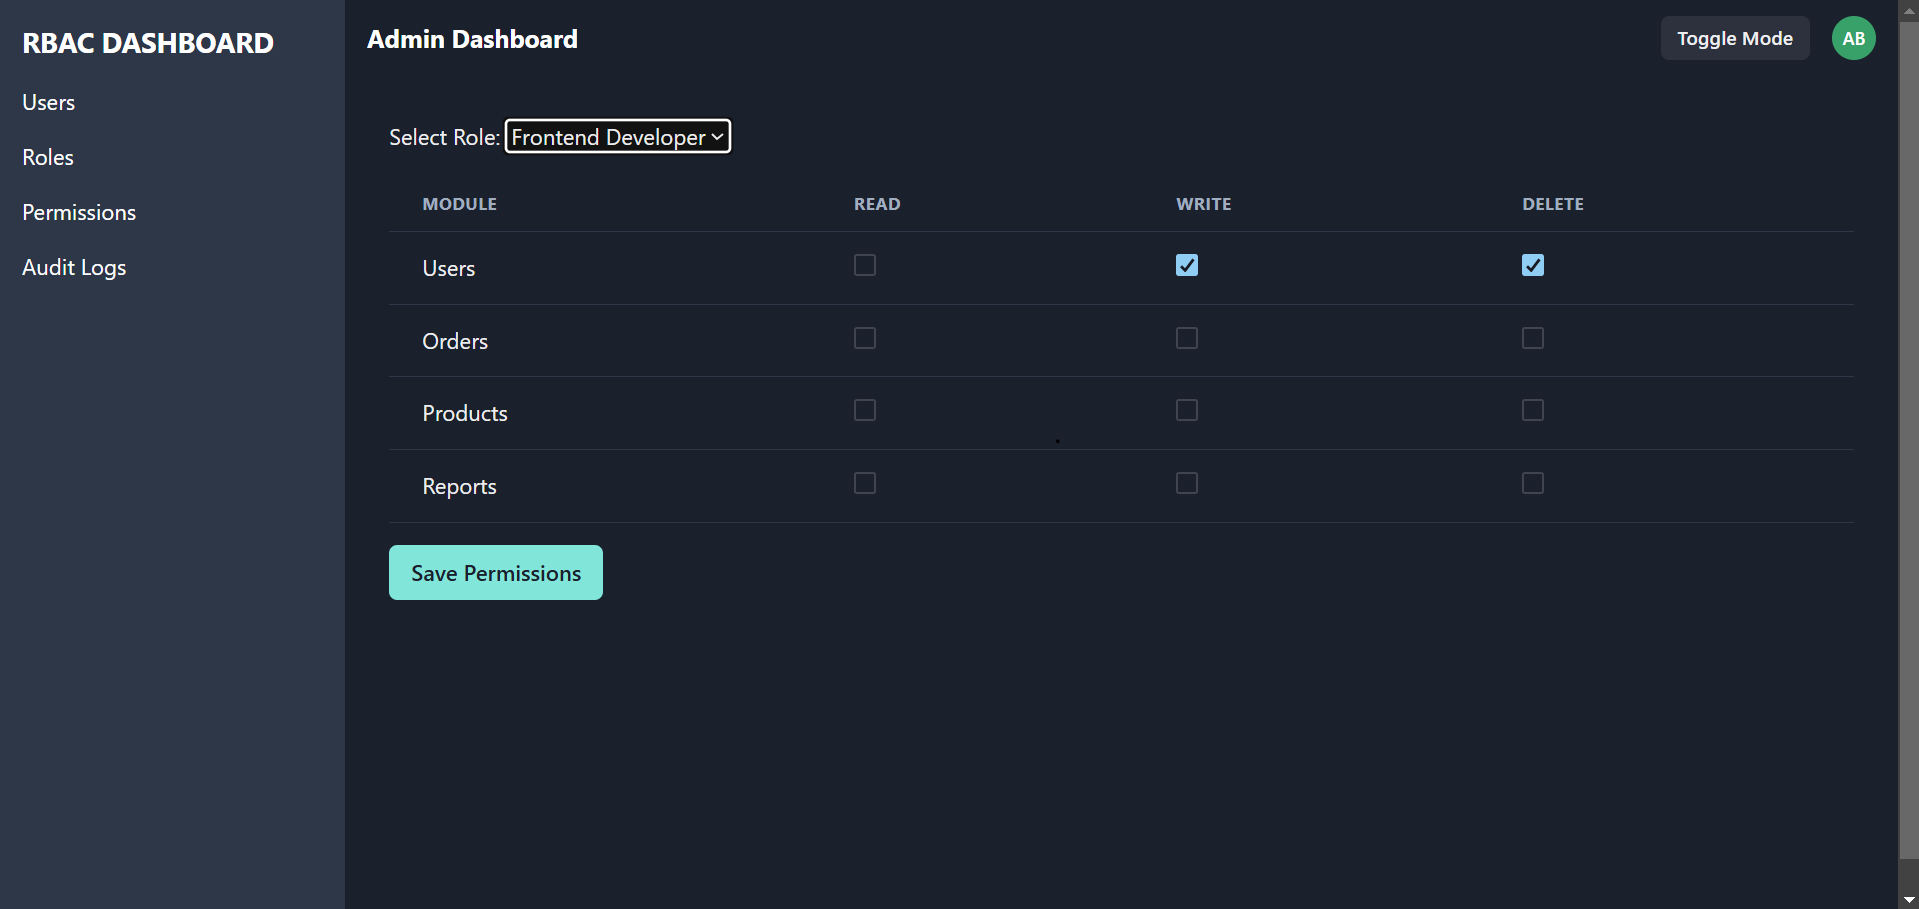 RBAC DASHBOARD
Users
Roles
Permissions
Audit Logs
Admin Dashboard
Toggle Mode
AB
Select Role: Frontend Developer
MODULE READ WRITE DELETE
Users
Orders
Products
Reports
Save Permissions